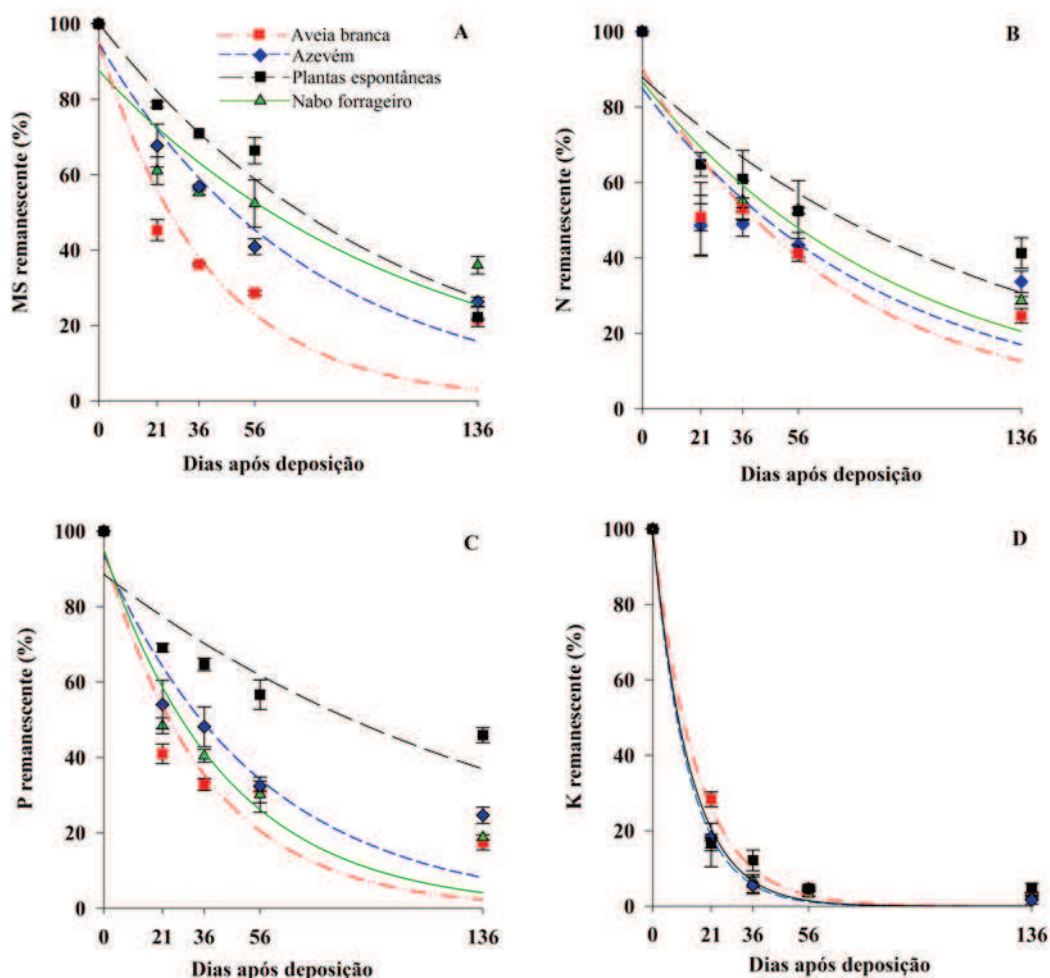 A
Aveia branca
Azevém
Plantas espontâneas
Nabo forrageiro
MS remanescente (%)
100
80
60
40
20
0
0 21 36 56 136
Dias após deposição
B
N remanescente (%)
100
80
60
40
20
0
0 21 36 56 136
Dias após deposição
C
P remanescente (%)
100
80
60
40
20
0
0 21 36 56 136
Dias após deposição
D
K remanescente (%)
100
80
60
40
20
0
0 21 36 56 136
Dias após deposição